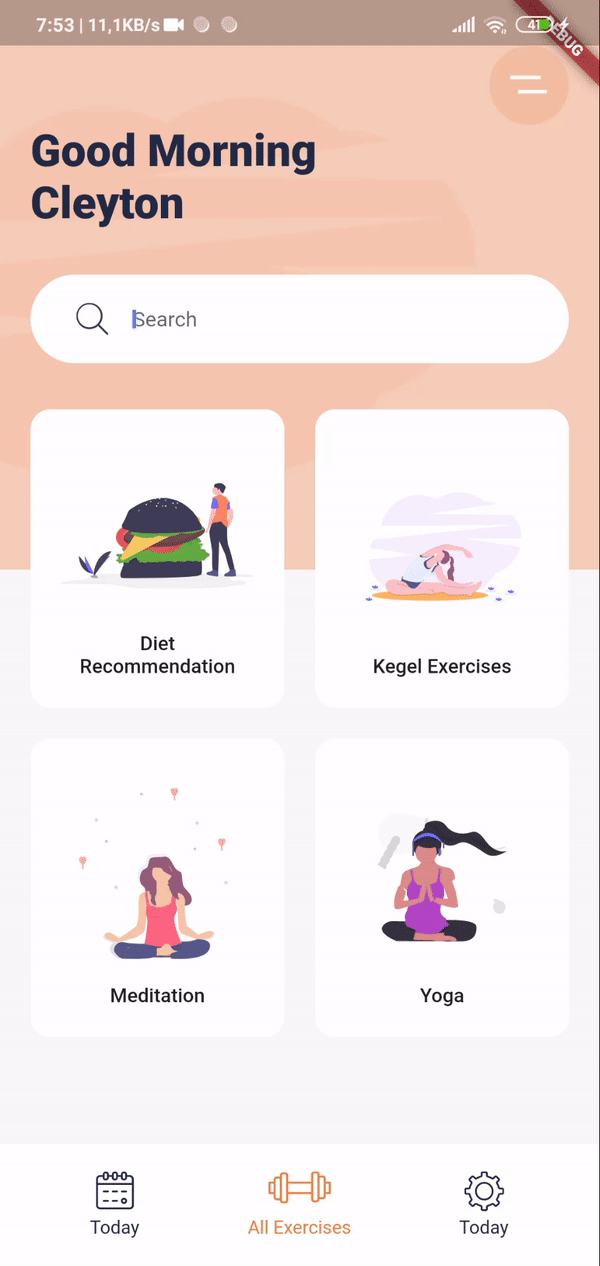 7:53 | 11,1KB/s
41
DEBUG
Good Morning
Cleyton
Search
Diet
Recommendation
Kegel Exercises
Meditation
Yoga
Today
All Exercises
Today